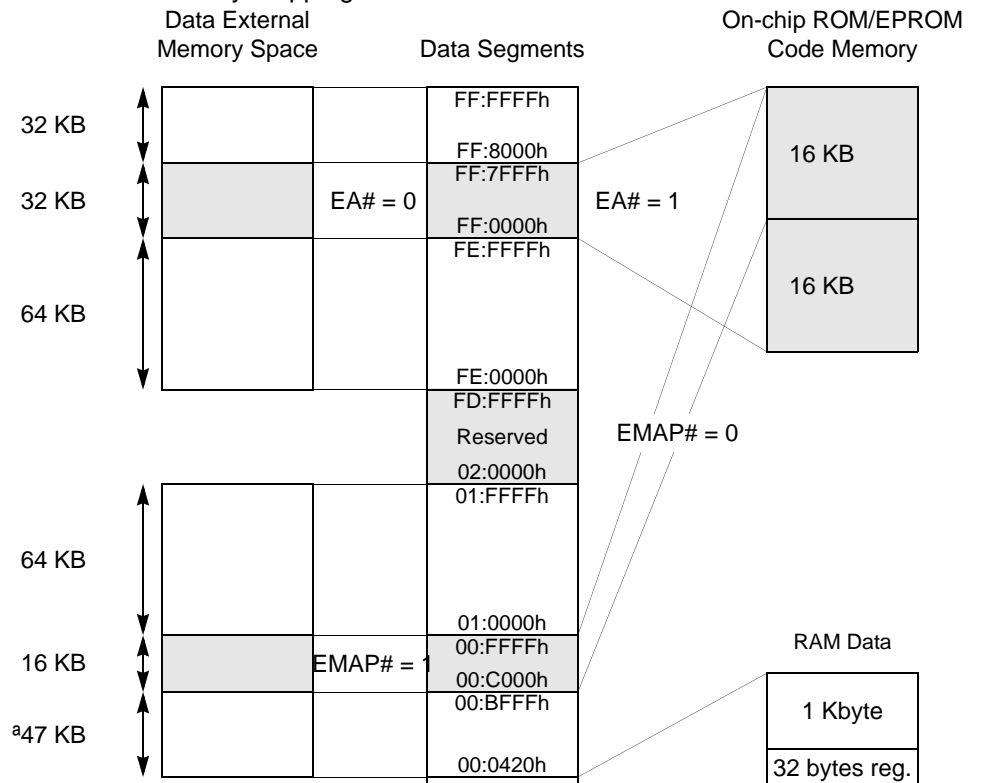 Data External
Memory Space
Data Segments
On-chip ROM/EPROM
Code Memory
32 KB
FF:FFFFh
FF:8000h
16 KB
32 KB
EA# = 0
FF:7FFFh
FF:0000h
EA# = 1
64 KB
FE:FFFFh
FE:0000h
16 KB
FD:FFFFh
Reserved
02:0000h
EMAP# = 0
64 KB
01:FFFFh
01:0000h
16 KB
EMAP# = 1
00:FFFFh
00:C000h
RAM Data
ª47 KB
00:BFFFh
00:0420h
1 Kbyte
32 bytes reg.